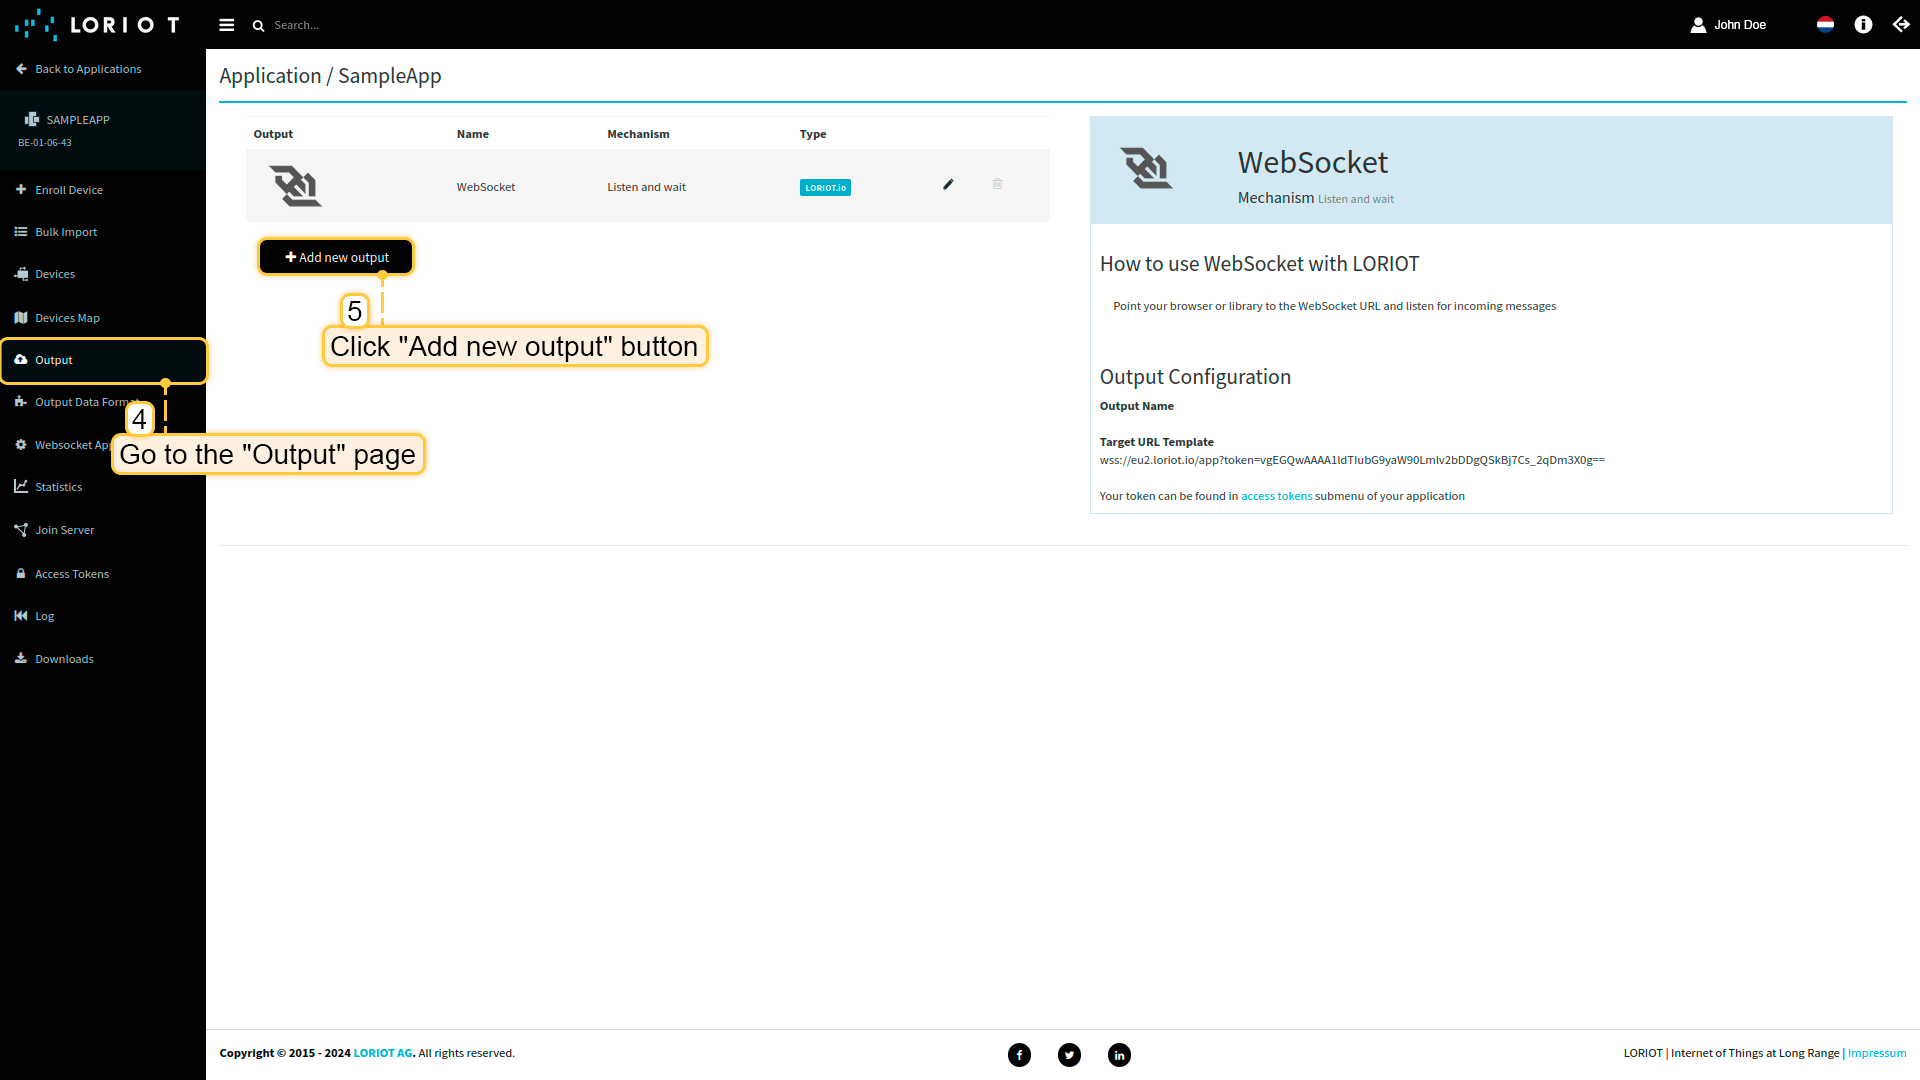 LORIOT
Search...
John Doe
Back to Applications
SAMPLEAPP
BE-01-06-43
Enroll Device
Bulk Import
Devices
Devices Map
Output
Output Data Format
4
Go to the "Output" page
Websocket App
Statistics
Join Server
Access Tokens
Log
Downloads
Application / SampleApp
Output Name Mechanism Type
WebSocket Listen and wait LORIOT.io
Add new output
5
Click "Add new output" button
WebSocket
Mechanism Listen and wait
How to use WebSocket with LORIOT
Point your browser or library to the WebSocket URL and listen for incoming messages
Output Configuration
Output Name
Target URL Template
wss://eu2.loriot.io/app?token=vgEGQwAAAA1ldTIubG9yaW90Lmlv2bDDgQSkBj7Cs_2qDm3X0g==
Your token can be found in access tokens submenu of your application
Copyright © 2015 - 2024 LORIOT AG. All rights reserved.
LORIOT | Internet of Things at Long Range | Impressum